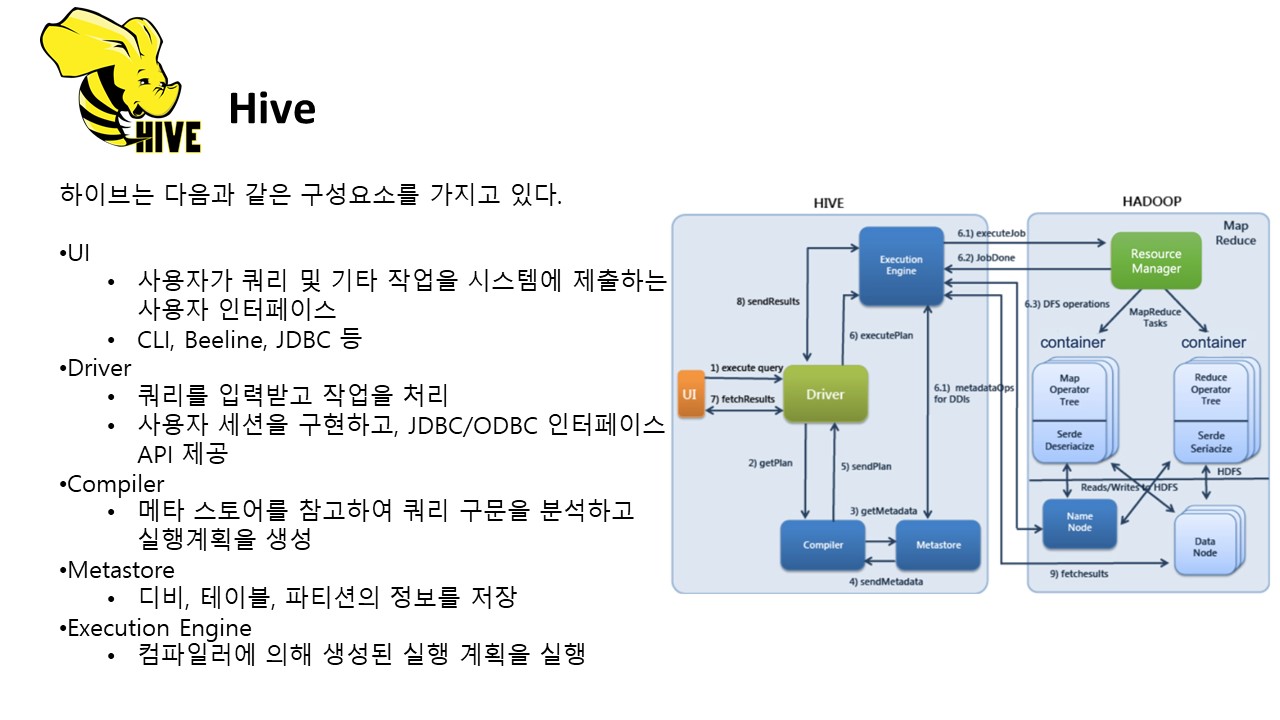 HIVE
Hive
하이브는 다음과 같은 구성요소를 가지고 있다.
•UI
• 사용자가 쿼리 및 기타 작업을 시스템에 제출하는
사용자 인터페이스
• CLI, Beeline, JDBC 등
•Driver
• 쿼리를 입력받고 작업을 처리
• 사용자 세션을 구현하고, JDBC/ODBC 인터페이스
API 제공
•Compiler
• 메타 스토어를 참고하여 쿼리 구문을 분석하고
실행계획을 생성
•Metastore
• 디비, 테이블, 파티션의 정보를 저장
•Execution Engine
• 컴파일러에 의해 생성된 실행 계획을 실행
HIVE
Execution
Engine
8) sendResults
6) executePlan
1) execute query
UI
7) fetchResults
Driver
6.1) metadataOps
for DDIs
2) getPlan
5) sendPlan
3) getMetadata
Compiler
Metastore
4) sendMetadata
6.1) executeJob
6.2) JobDone
6.3) DFS operations
HADOOP
Map
Reduce
Resource
Manager
MapReduce
Tasks
container
container
Map
Operator
Tree
Serde
Deseriacize
Reduce
Operator
Tree
Serde
Seriacize
HDFS
Reads/Writes to HDFS
Name
Node
Data
Node
9) fetchesults